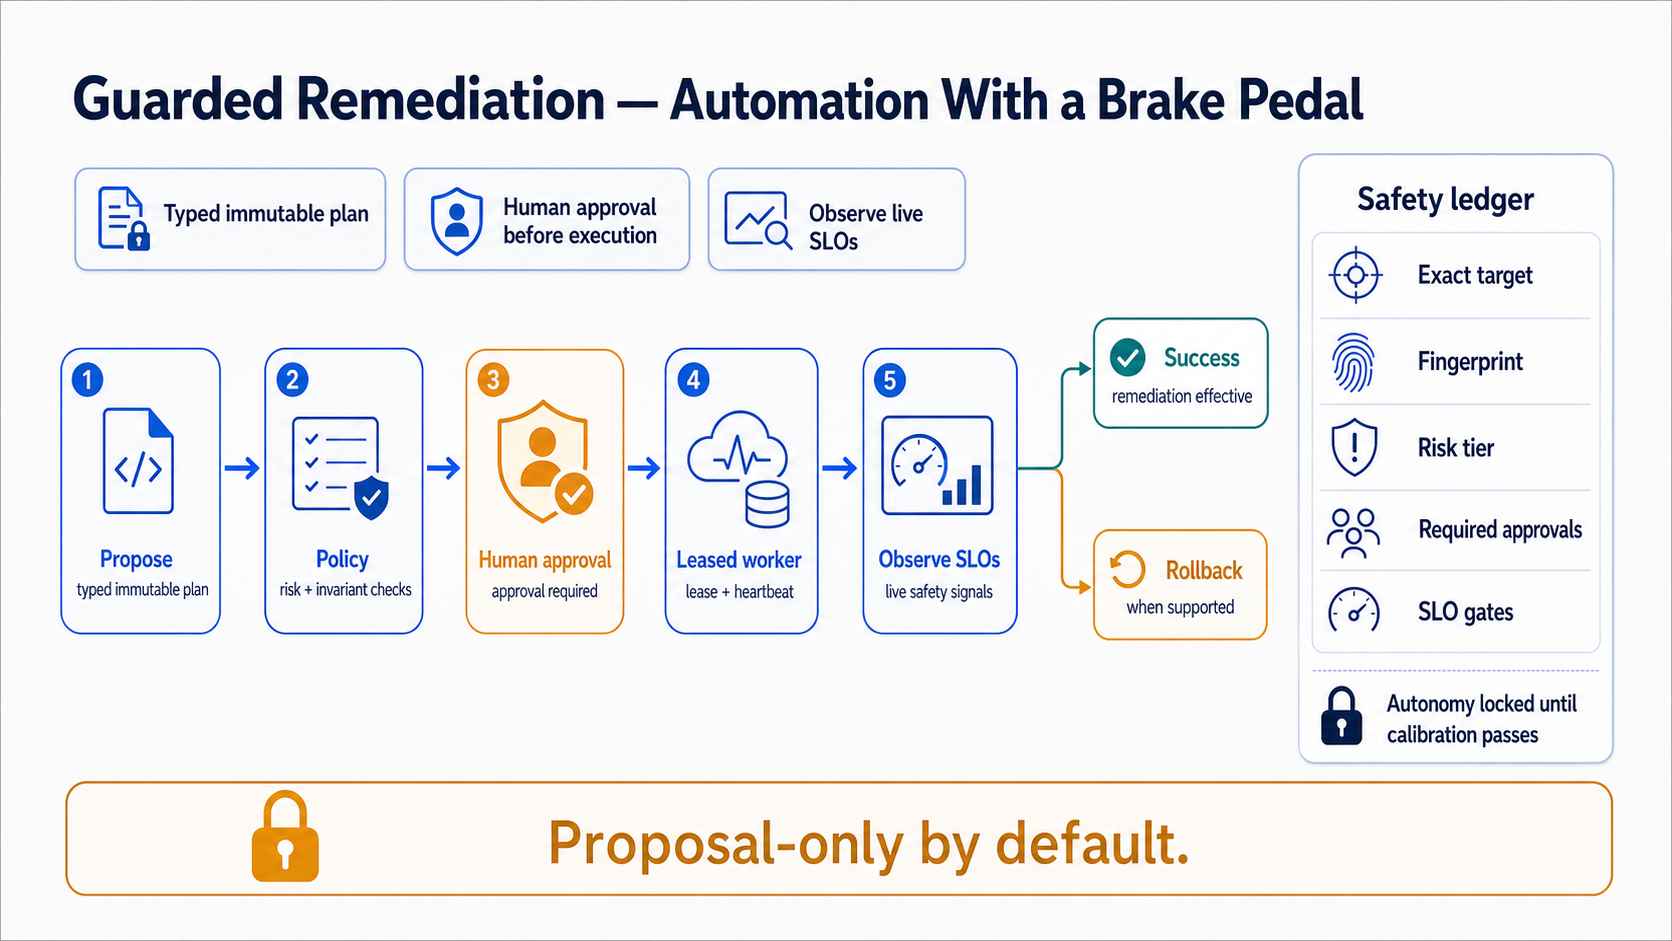 Guarded Remediation — Automation With a Brake Pedal
Typed immutable plan
Human approval
before execution
Observe live
SLOs
1
Propose
typed immutable plan
2
Policy
risk + invariant checks
3
Human approval
approval required
4
Leased worker
lease + heartbeat
5
Observe SLOs
live safety signals
Success
remediation effective
Rollback
when supported
Safety ledger
Exact target
Fingerprint
Risk tier
Required approvals
SLO gates
Autonomy locked until
calibration passes
Proposal-only by default.